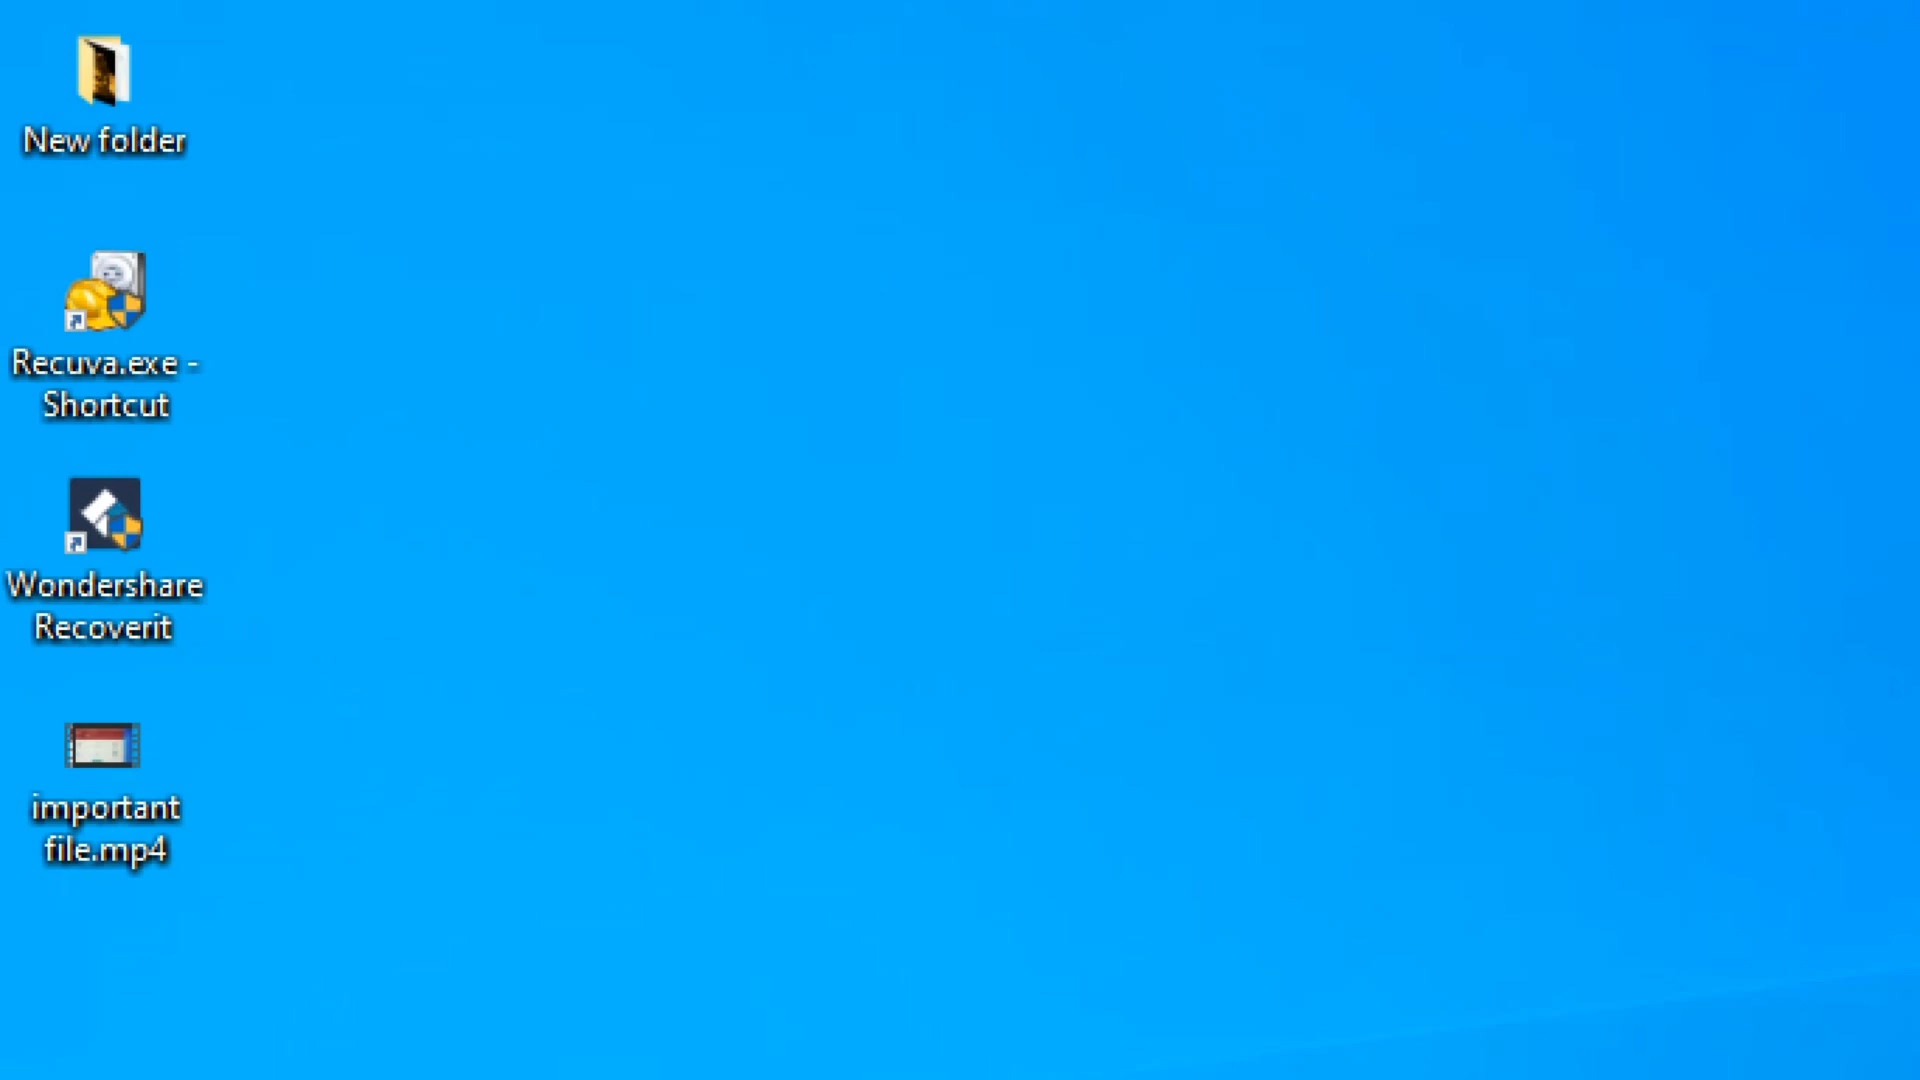 New folder
Recuva.exe -
Shortcut
Wondershare
Recoverit
important
file.mp4